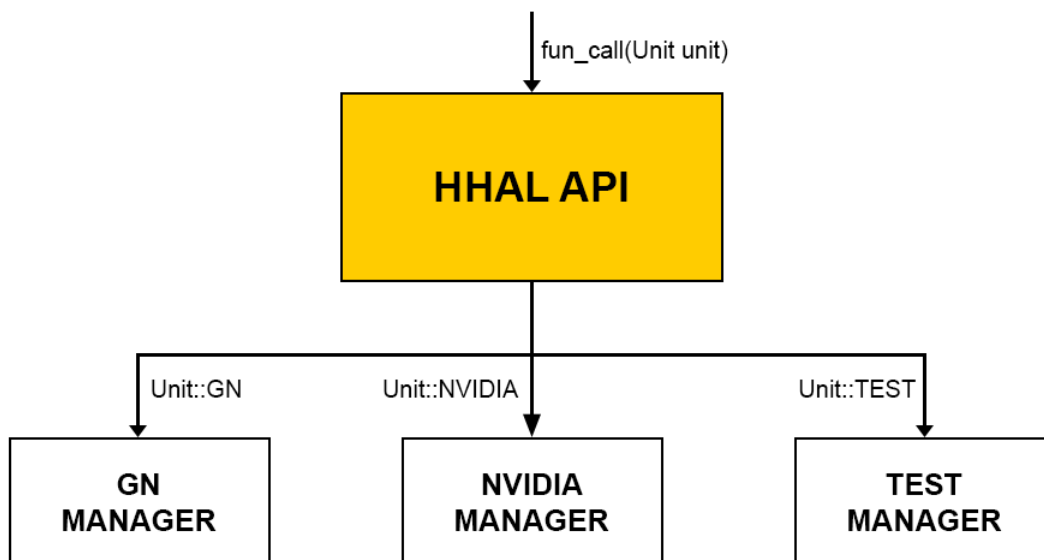 fun_call(Unit unit)
HHAL API
Unit::GN
Unit::NVIDIA
Unit::TEST
GN
MANAGER
NVIDIA
MANAGER
TEST
MANAGER